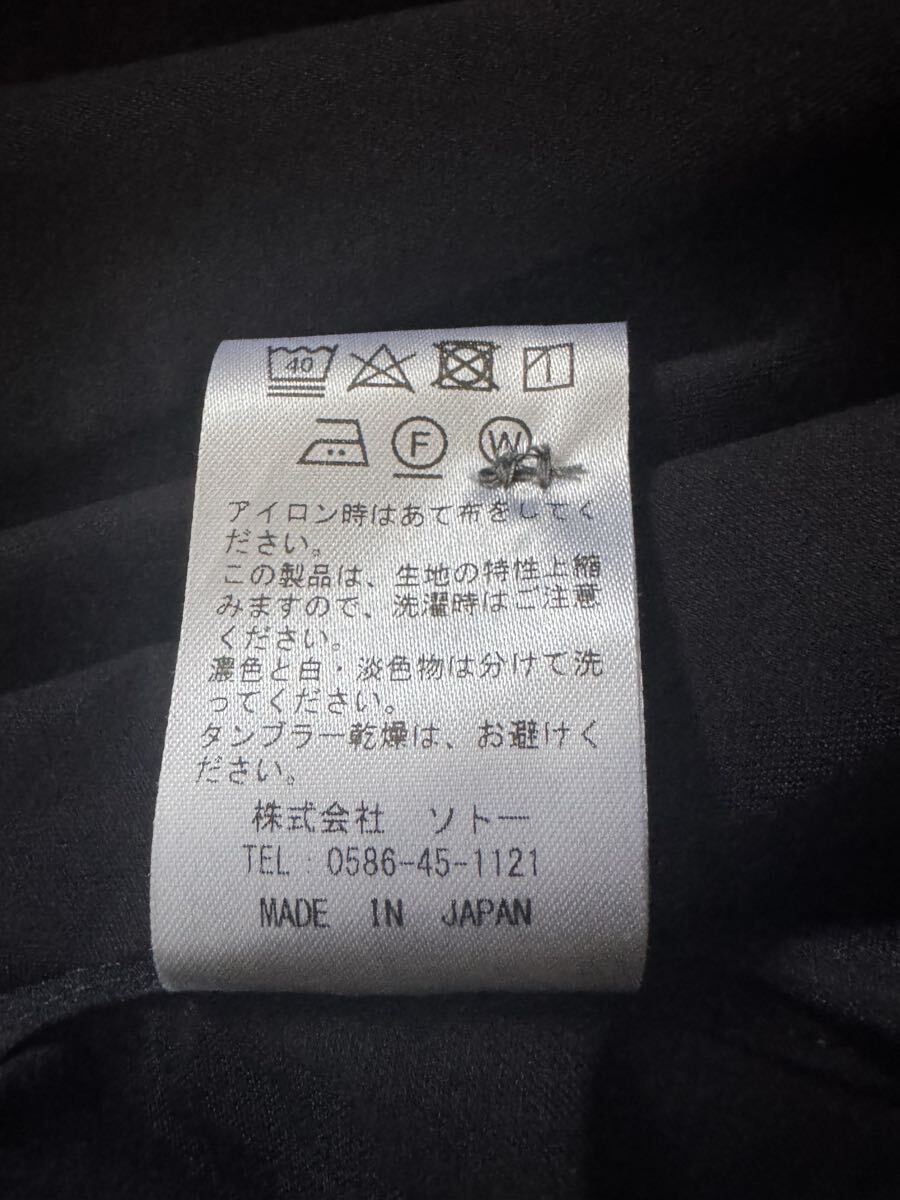 40
F W
アイロン時はあて布をしてく
ださい。
この製品は、生地の特性上縮
みますので、洗濯時はご注意
ください。
濃色と白・淡色物は分けて洗
ってください。
タンブラー乾燥は、お避けく
ださい。
株式会社 ソトー
TEL:0586-45-1121
MADE IN JAPAN